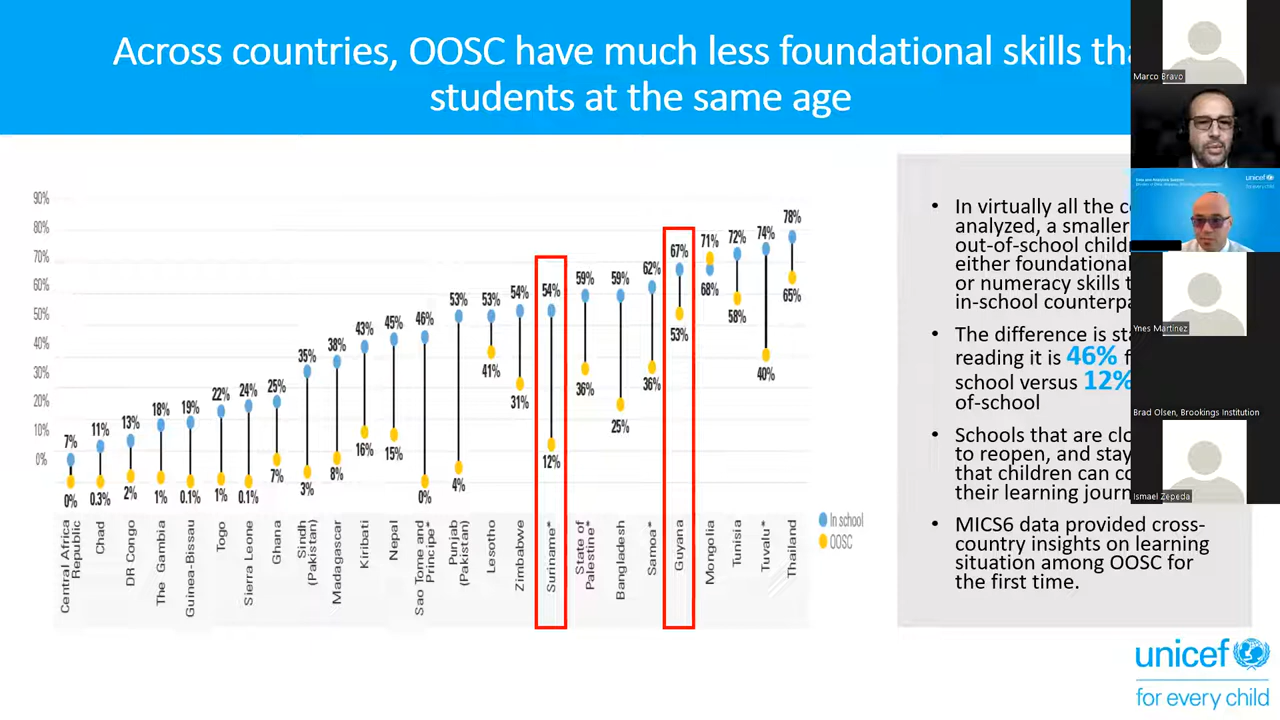 Across countries, OOSC have much less foundational skills tha
students at the same age
90%
80%
70%
60%
50%
40%
30%
20%
10%
0%
7%
0%
11%
0.3%
13%
2%
18%
1%
19%
0.1%
22%
1%
24%
0.1%
25%
7%
35%
3%
38%
8%
43%
16%
45%
15%
46%
0%
53%
4%
53%
41%
54%
31%
54%
12%
59%
36%
59%
25%
62%
36%
67%
53%
71%
68%
72%
58%
74%
40%
78%
65%
Central Africa
Republic
Chad
DR Congo
The Gambia
Guinea-Bissau
Togo
Sierra Leone
Ghana
Sindh
(Pakistan)
Madagascar
Kiribati
Nepal
Sao Tome and
Principe*
Punjab
(Pakistan)
Lesotho
Zimbabwe
Suriname*
State of
Palestine*
Bangladesh
Samoa*
Guyana
Mongolia
Tunisia
Tuvalu*
Thailand
In school
OOSC
• In virtually all the c
analyzed, a smaller
out-of-school childr
either foundational
or numeracy skills t
in-school counterpa
• The difference is sta
reading it is 46% f
school versus 12%
of-school
• Schools that are clo
to reopen, and stay
that children can co
their learning journ
• MICS6 data provided cross-
country insights on learning
situation among OOSC for
the first time.
Marco Bravo
unicef
Ynes Martinez
Brad Olsen, Brookings Institution
Ismael Zepeda
unicef
for every child